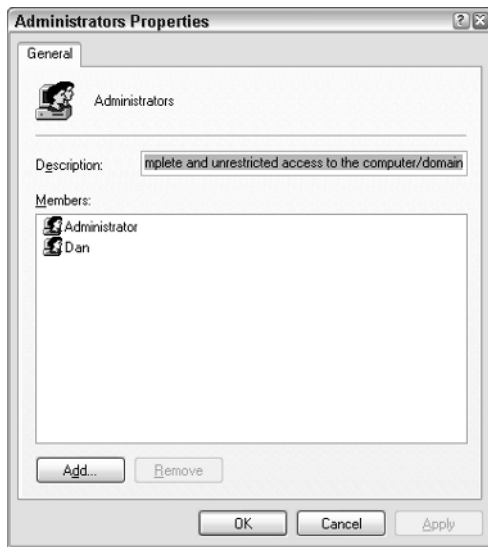 Administrators Properties
General
Administrators
Description:
mplete and unrestricted access to the computer/domain
Members:
Administrator
Dan
Add...
Remove
OK
Cancel
Apply